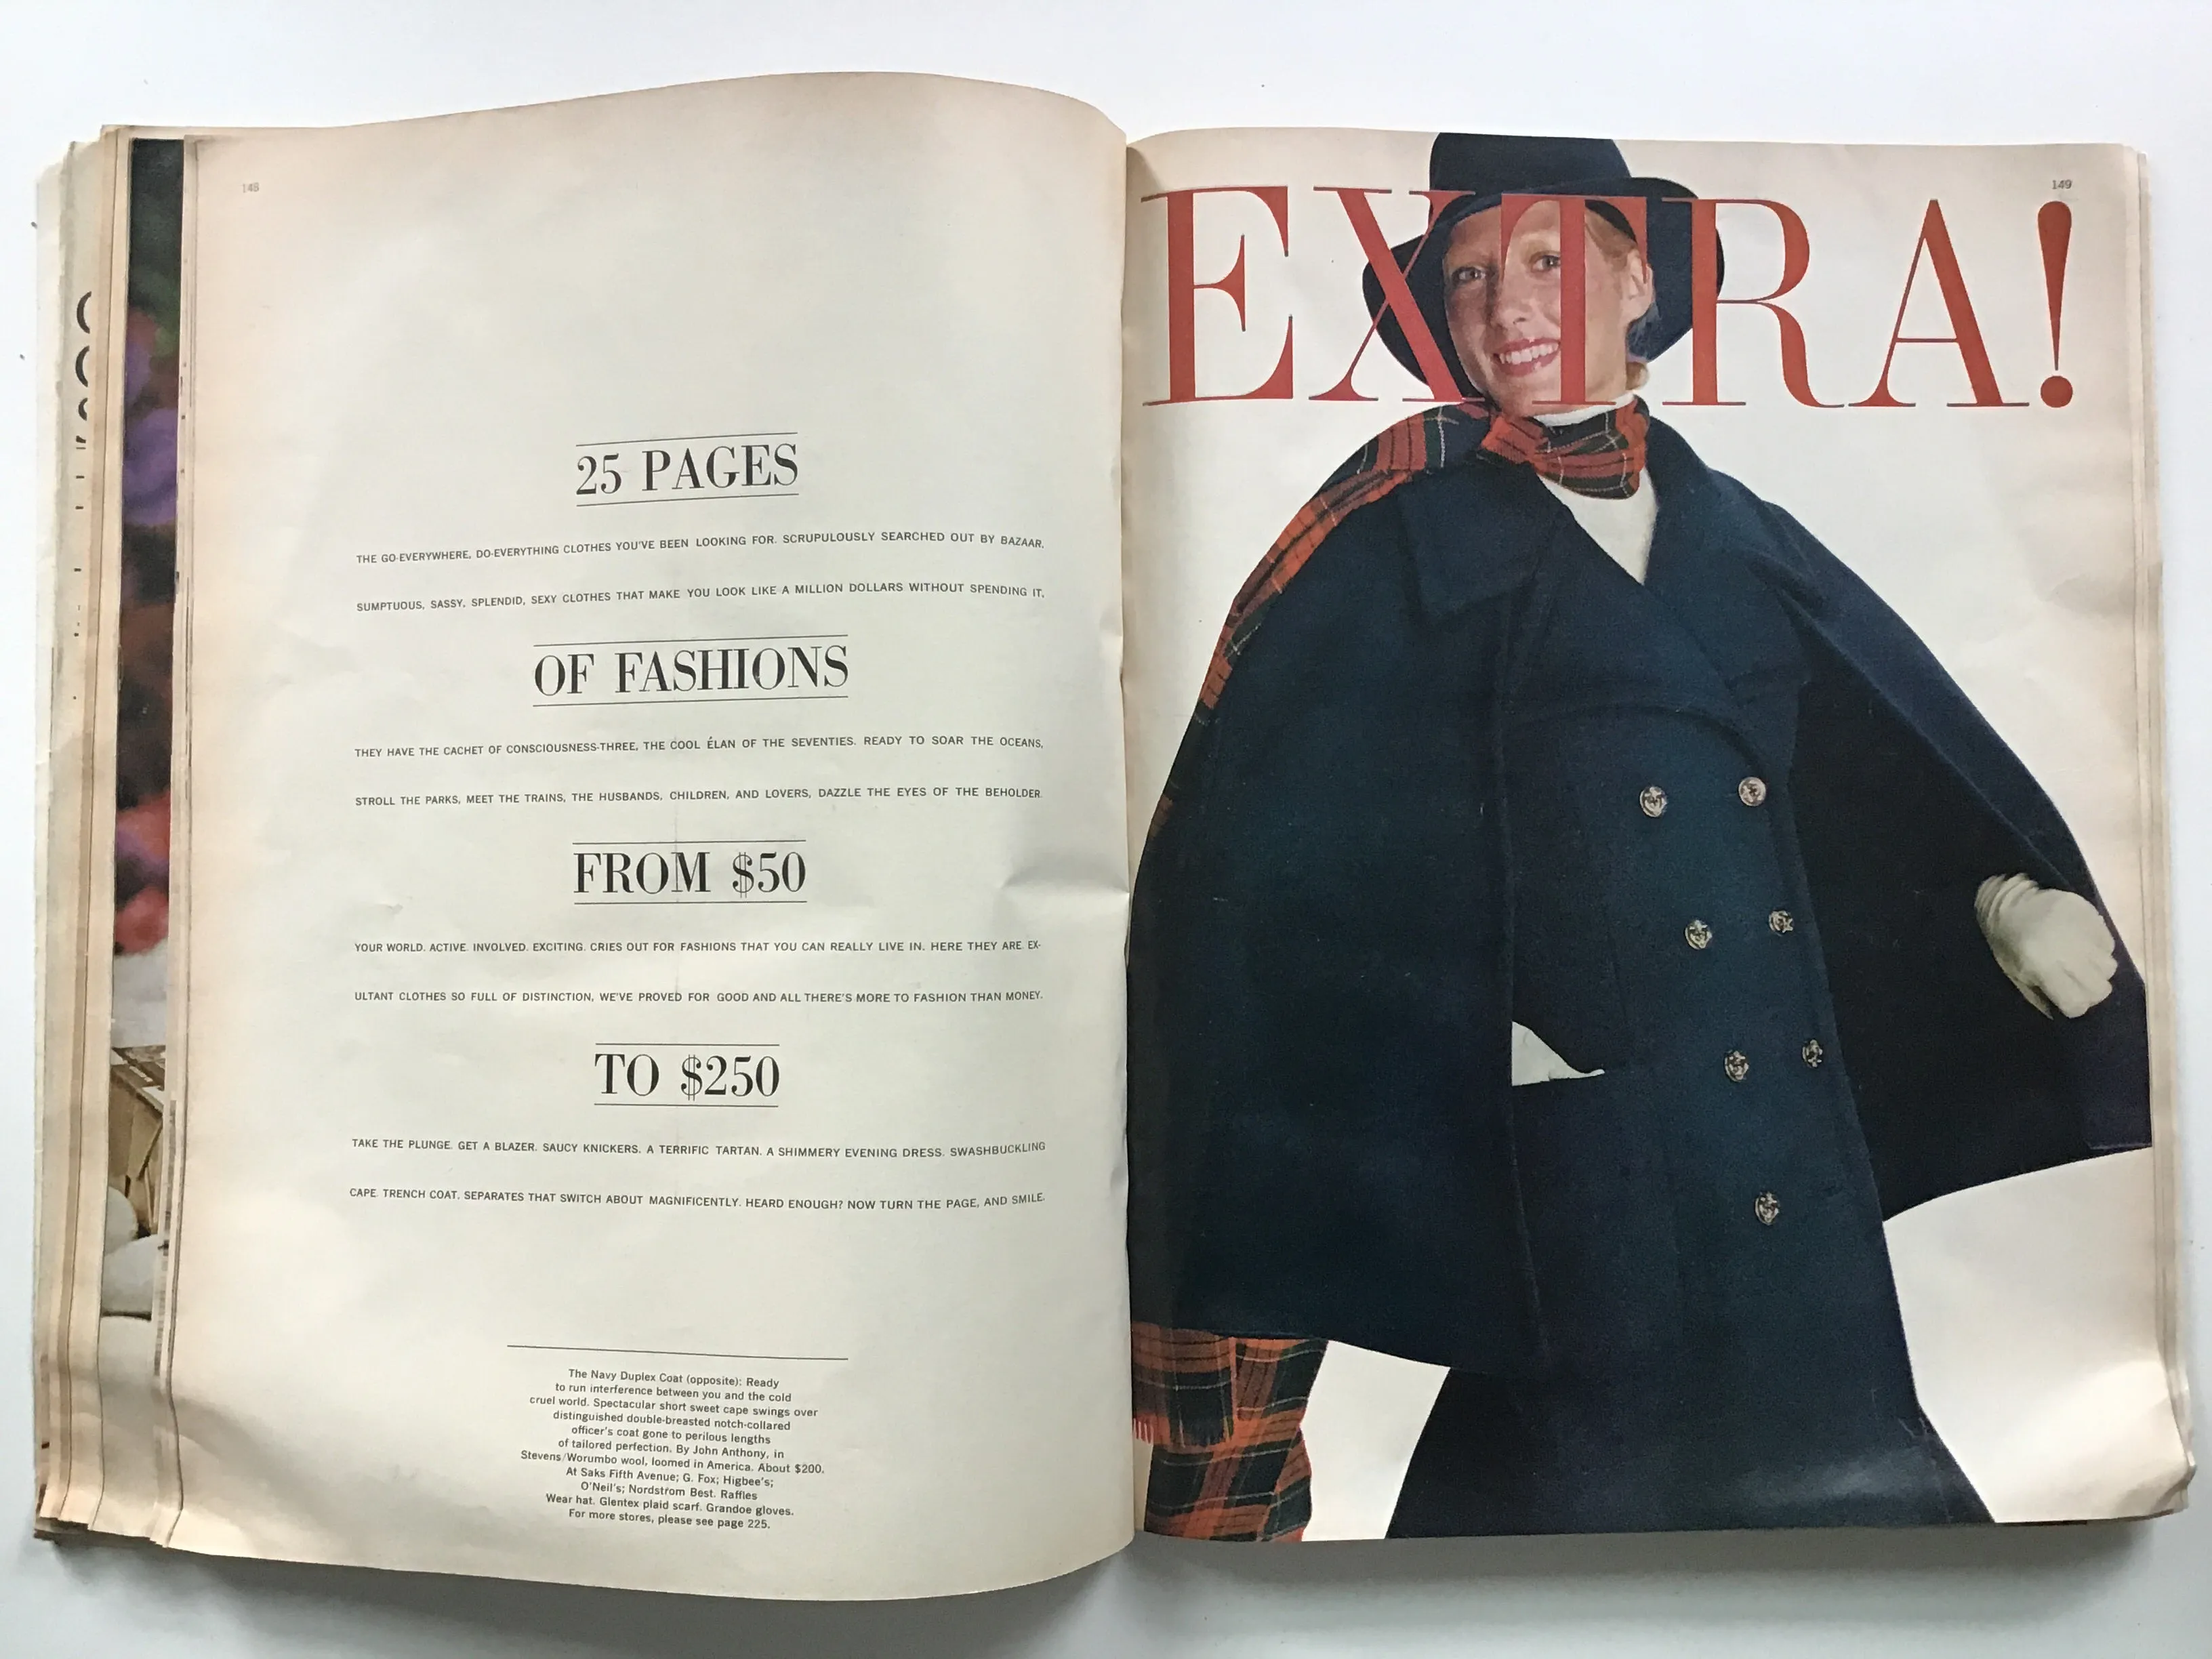 148
25 PAGES
THE GO-EVERYWHERE, DO-EVERYTHING CLOTHES YOU'VE BEEN LOOKING FOR. SCRUPULOUSLY SEARCHED OUT BY BAZAAR.
SUMPTUOUS, SASSY, SPLENDID, SEXY CLOTHES THAT MAKE YOU LOOK LIKE A MILLION DOLLARS WITHOUT SPENDING IT.
OF FASHIONS
THEY HAVE THE CACHET OF CONSCIOUSNESS-THREE, THE COOL ÉLAN OF THE SEVENTIES. READY TO SOAR THE OCEANS,
STROLL THE PARKS, MEET THE TRAINS, THE HUSBANDS, CHILDREN, AND LOVERS, DAZZLE THE EYES OF THE BEHOLDER.
FROM $50
YOUR WORLD. ACTIVE. INVOLVED. EXCITING. CRIES OUT FOR FASHIONS THAT YOU CAN REALLY LIVE IN. HERE THEY ARE. EX-
ULTANT CLOTHES SO FULL OF DISTINCTION, WE'VE PROVED FOR GOOD AND ALL THERE'S MORE TO FASHION THAN MONEY.
TO $250
TAKE THE PLUNGE. GET A BLAZER. SAUCY KNICKERS. A TERRIFIC TARTAN. A SHIMMERY EVENING DRESS. SWASHBUCKLING
CAPE. TRENCH COAT. SEPARATES THAT SWITCH ABOUT MAGNIFICENTLY. HEARD ENOUGH? NOW TURN THE PAGE, AND SMILE.
The Navy Duplex Coat (opposite): Ready
to run interference between you and the cold
cruel world. Spectacular short sweet cape swings over
distinguished double-breasted notch-collared
officer's coat gone to perilous lengths
of tailored perfection. By John Anthony, in
Stevens/Worumbo wool, loomed in America. About $200.
At Saks Fifth Avenue; G. Fox; Higbee's;
O'Neil's; Nordstrom Best. Raffles
Wear hat. Glentex plaid scarf. Grandoe gloves.
For more stores, please see page 225.
149
EXTRA!